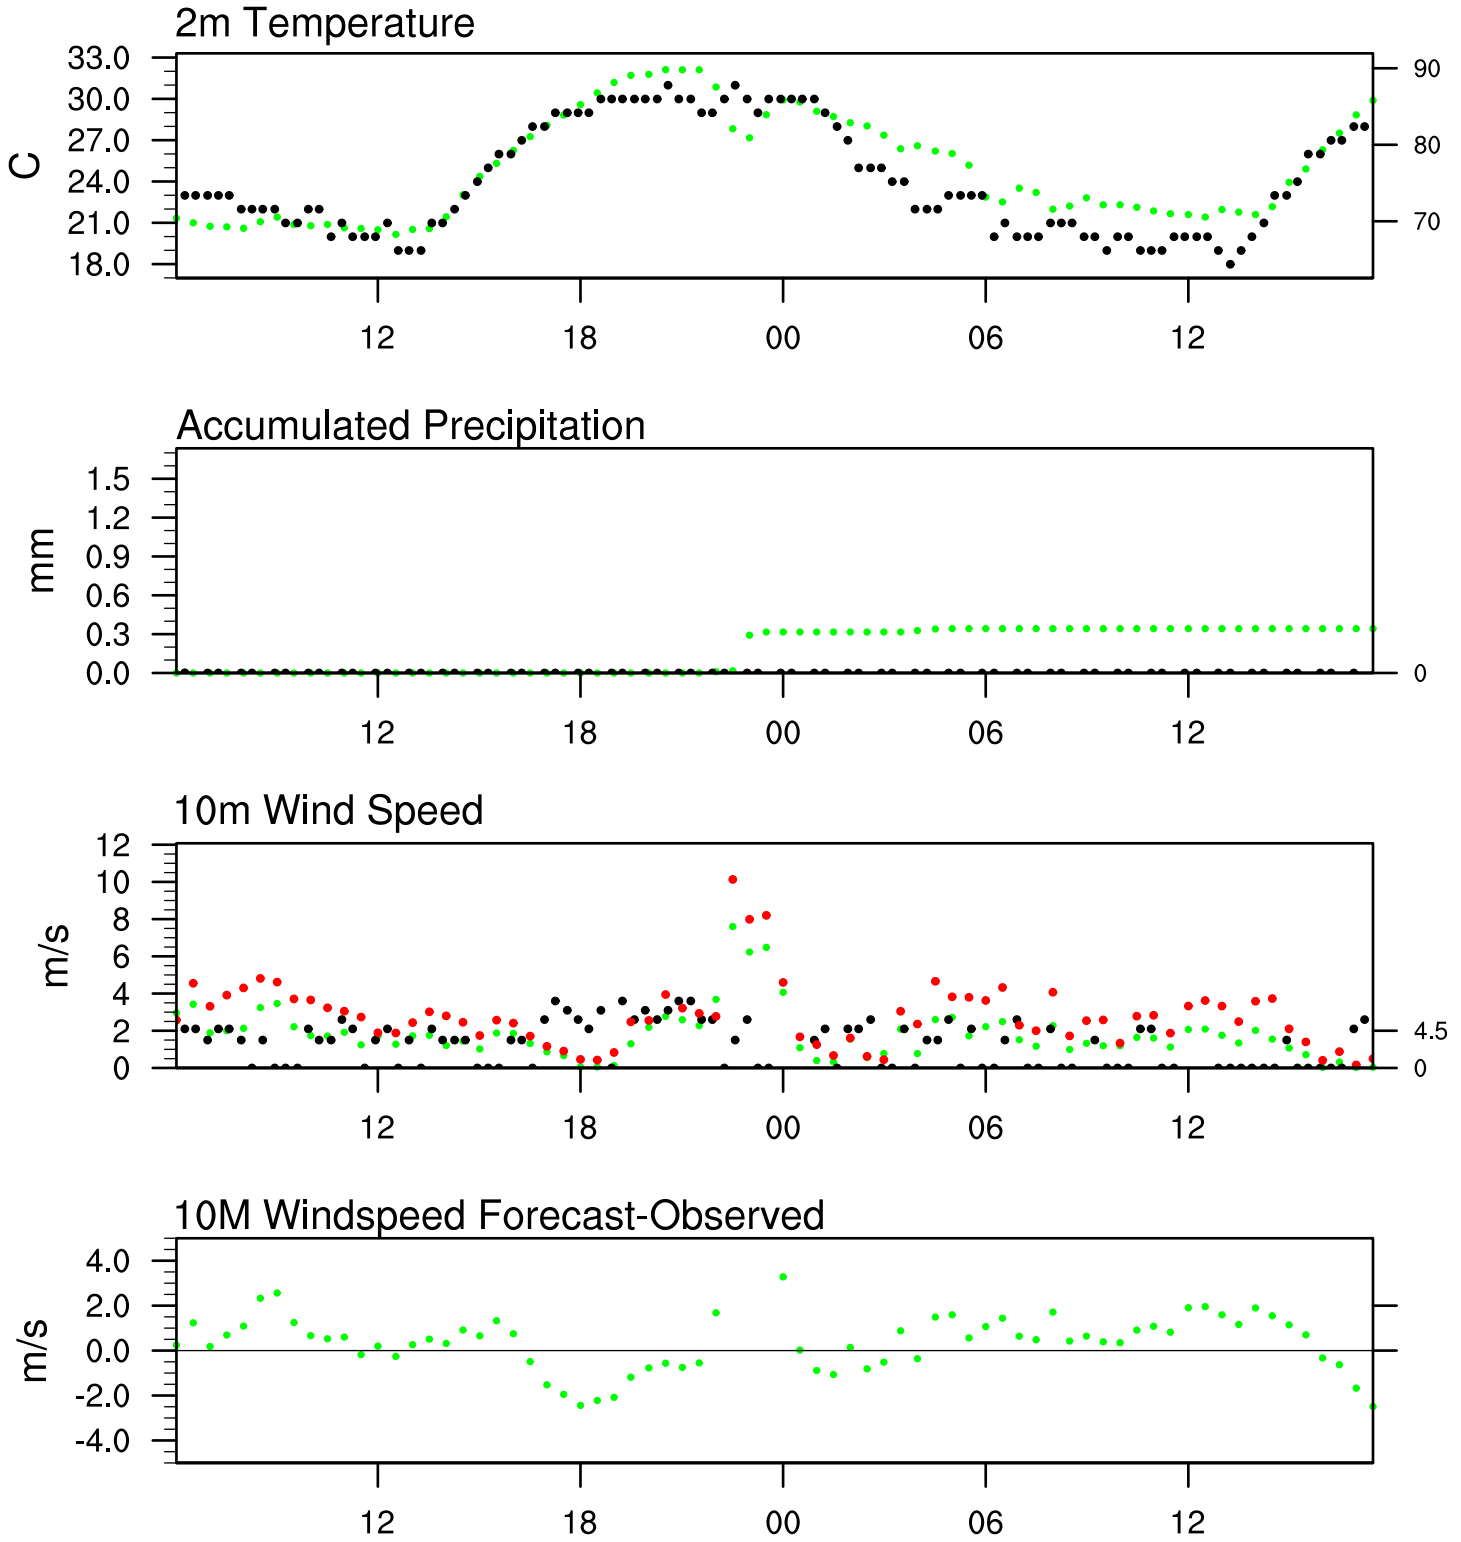 2m Temperature
33.0
30.0
27.0
24.0
21.0
18.0
C
90
80
70
12 18 00 06 12
Accumulated Precipitation
1.5
1.2
0.9
0.6
0.3
0.0
mm
0
12 18 00 06 12
10m Wind Speed
12
10
8
6
4
2
0
m/s
4.5
0
12 18 00 06 12
10M Windspeed Forecast-Observed
4.0
2.0
0.0
-2.0
-4.0
m/s
12 18 00 06 12